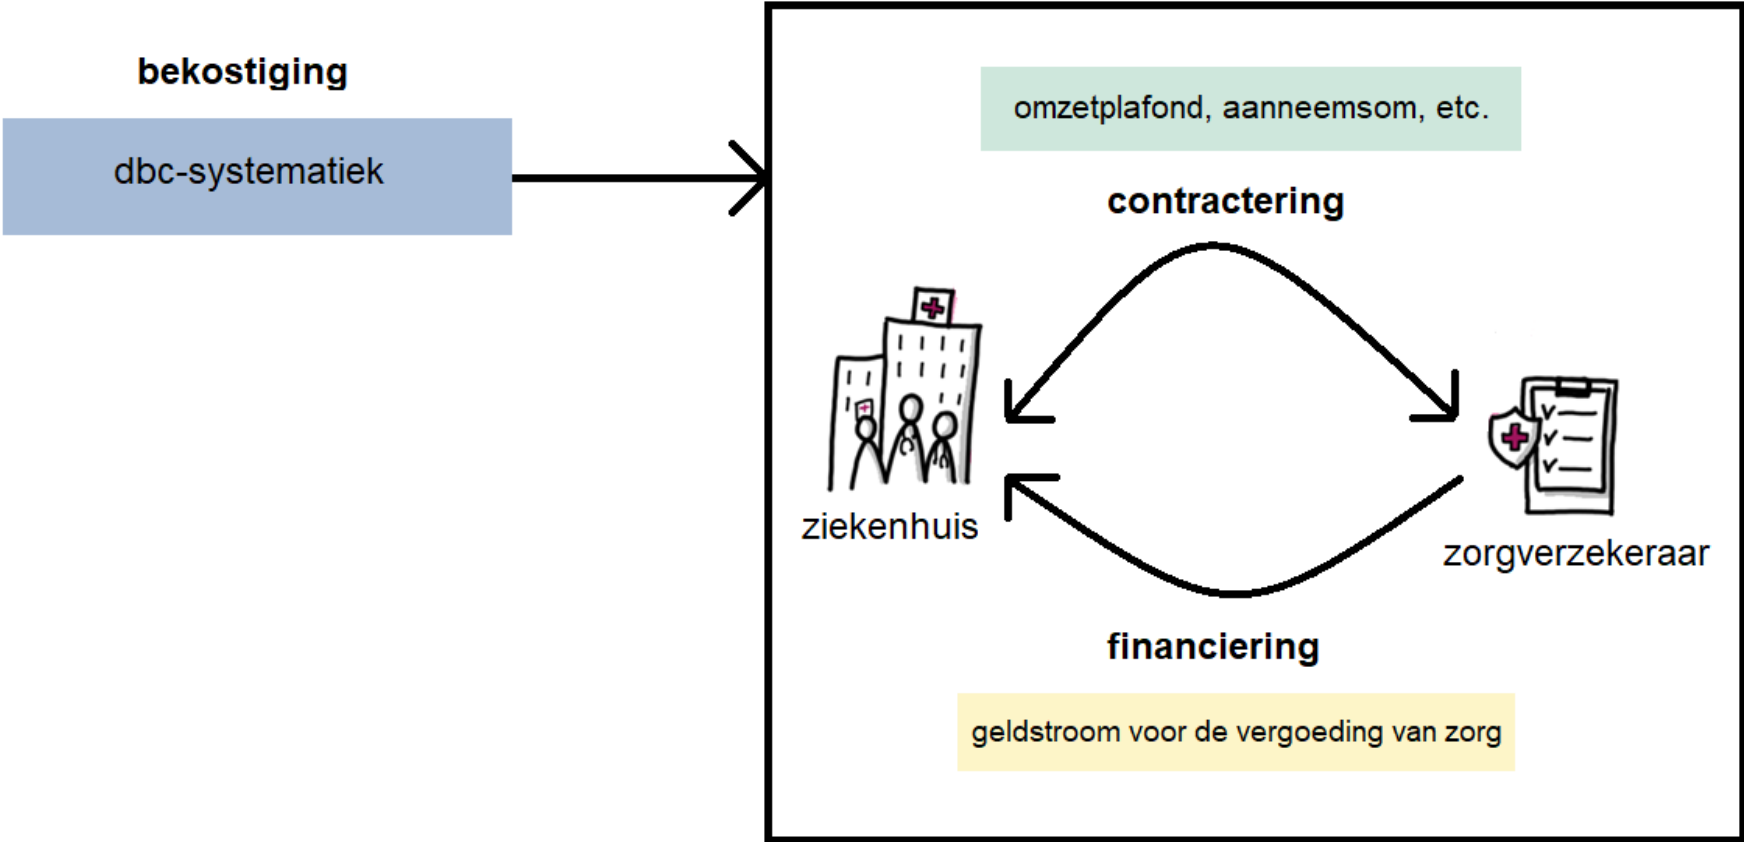 bekostiging
dbc-systematiek
omzetplafond, aanneemsom, etc.
contractering
ziekenhuis
zorgverzekeraar
financiering
geldstroom voor de vergoeding van zorg